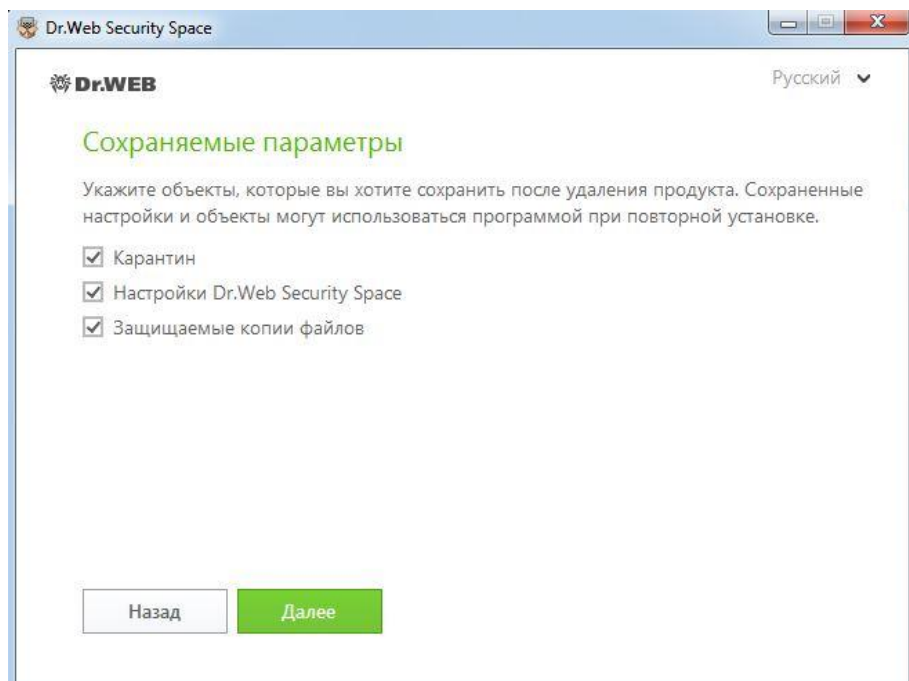 Dr.Web Security Space
Dr.WEB
Русский
Сохраняемые параметры
Укажите объекты, которые вы хотите сохранить после удаления продукта. Сохраненные
настройки и объекты могут использоваться программой при повторной установке.
Карантин
Настройки Dr.Web Security Space
Защищаемые копии файлов
Назад
Далее